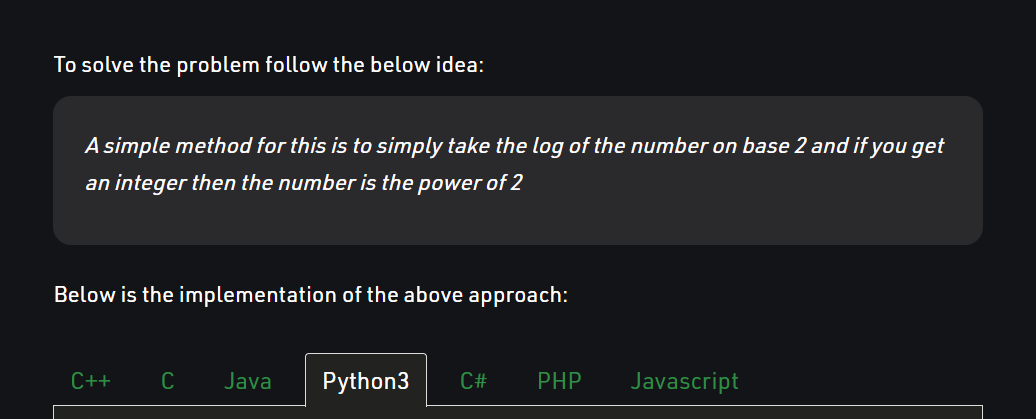 To solve the problem follow the below idea:
A simple method for this is to simply take the log of the number on base 2 and if you get
an integer then the number is the power of 2
Below is the implementation of the above approach:
C++ C Java Python3 C# PHP Javascript